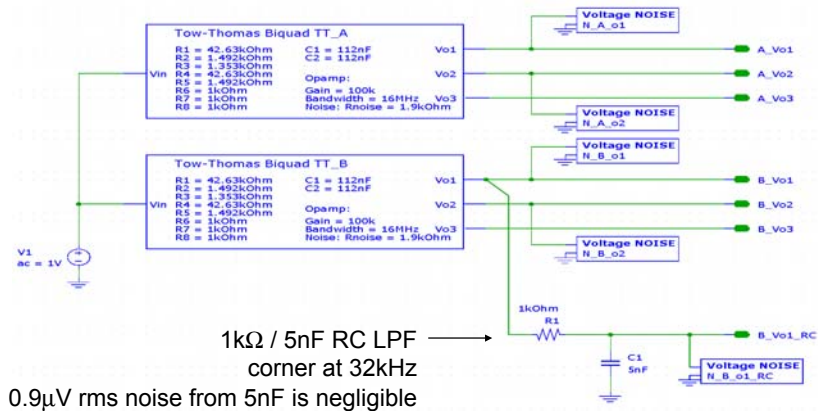 Voltage NOISE
N_A_o1
Tow-Thomas Biquad TT_A
R1 = 42.63kOhm
R2 = 1.492kOhm
R3 = 1.353kOhm
R4 = 42.63kOhm
R5 = 1.492kOhm
R6 = 1kOhm
R7 = 1kOhm
R8 = 1kOhm
C1 = 112nF
C2 = 112nF
Opamp:
Gain = 100k
Bandwidth = 16MHz
Noise: Rnoise = 1.9kOhm
Vin
Vo1
Vo2
Vo3
A_Vo1
A_Vo2
A_Vo3
Voltage NOISE
N_A_o2
Voltage NOISE
N_B_o1
Tow-Thomas Biquad TT_B
R1 = 42.63kOhm
R2 = 1.492kOhm
R3 = 1.353kOhm
R4 = 42.63kOhm
R5 = 1.492kOhm
R6 = 1kOhm
R7 = 1kOhm
R8 = 1kOhm
C1 = 112nF
C2 = 112nF
Opamp:
Gain = 100k
Bandwidth = 16MHz
Noise: Rnoise = 1.9kOhm
Vin
Vo1
Vo2
Vo3
B_Vo1
B_Vo2
B_Vo3
Voltage NOISE
N_B_o2
V1
ac = 1V
1kOhm
R1
B_Vo1_RC
C1
5nF
Voltage NOISE
N_B_o1_RC
1kΩ / 5nF RC LPF
corner at 32kHz
0.9μV rms noise from 5nF is negligible